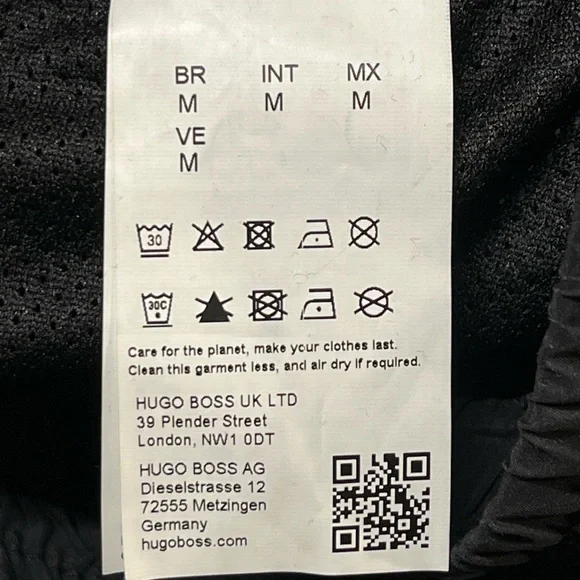 BR INT MX
M M M
VE
M
30
30C
Care for the planet, make your clothes last.
Clean this garment less, and air dry if required.
HUGO BOSS UK LTD
39 Plender Street
London, NW1 0DT
HUGO BOSS AG
Dieselstrasse 12
72555 Metzingen
Germany
hugoboss.com